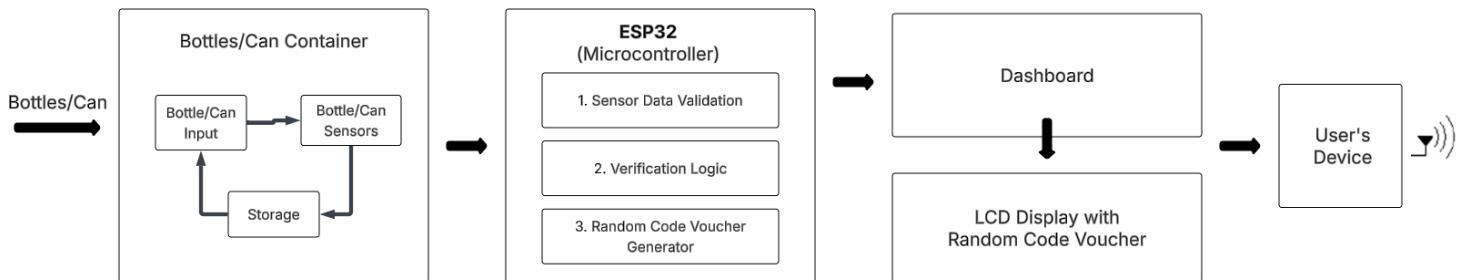 Bottles/Can
Bottles/Can Container
Bottle/Can
Input
Bottle/Can
Sensors
Storage
ESP32
(Microcontroller)
1. Sensor Data Validation
2. Verification Logic
3. Random Code Voucher
Generator
Dashboard
LCD Display with
Random Code Voucher
User's
Device